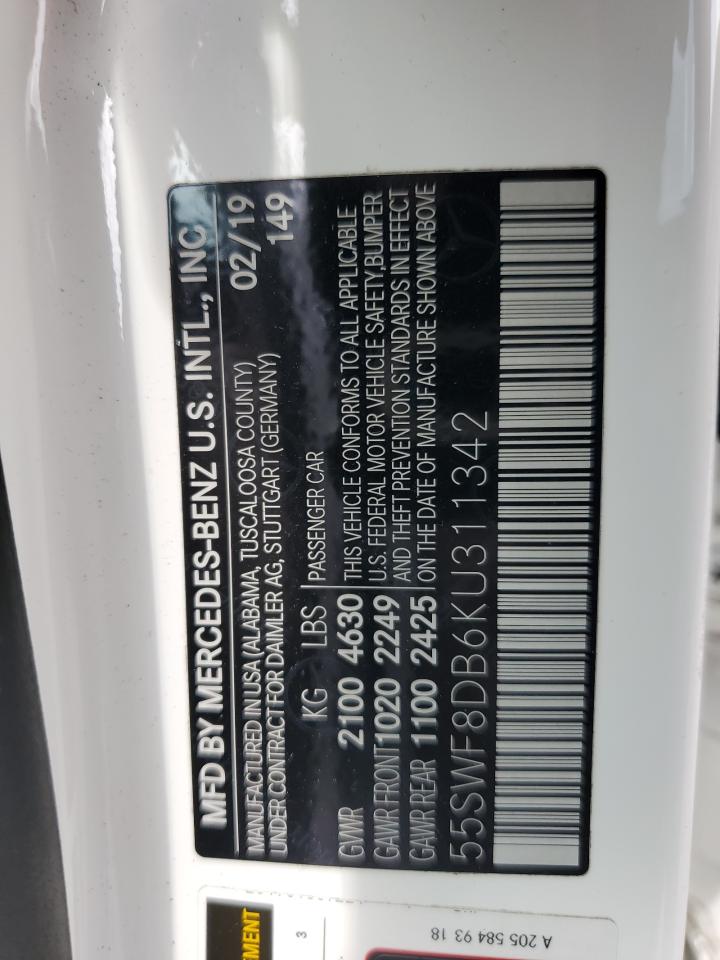 MFD BY MERCEDES-BENZ U.S. INTL., INC
MANUFACTURED IN USA (ALABAMA, TUSCALOOSA COUNTY) 02/19
UNDER CONTRACT FOR DAIMLER AG, STUTTGART (GERMANY) 149
KG LBS PASSENGER CAR
GVWR 2100 4630 THIS VEHICLE CONFORMS TO ALL APPLICABLE
GAWR FRONT 1020 2249 U.S. FEDERAL MOTOR VEHICLE SAFETY, BUMPER
GAWR REAR 1100 2425 AND THEFT PREVENTION STANDARDS IN EFFECT
ON THE DATE OF MANUFACTURE SHOWN ABOVE
55SWF8DB6KU311342
EMENT
3
A 205 584 93 18